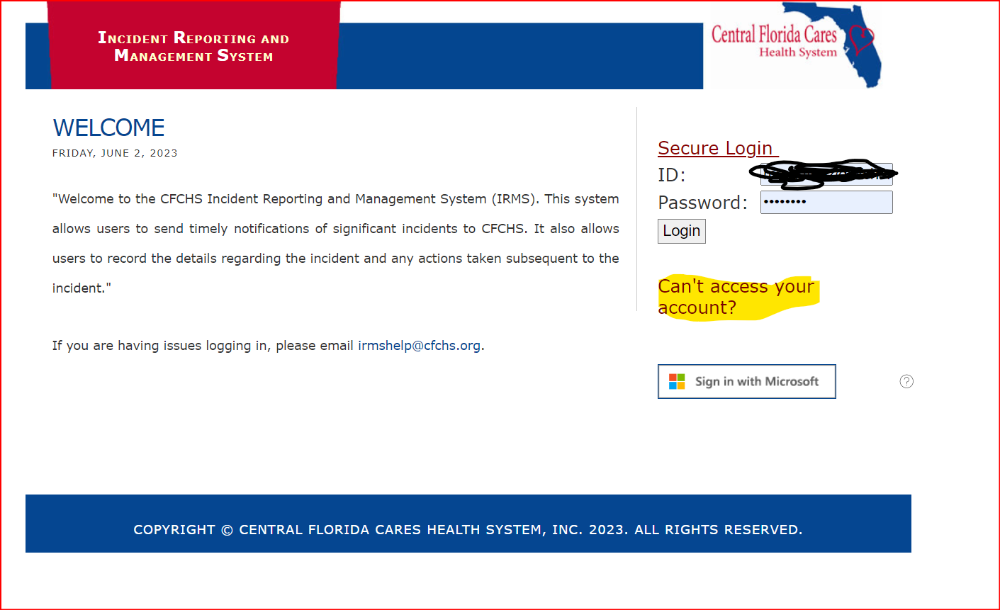 INCIDENT REPORTING AND
MANAGEMENT SYSTEM
Central Florida Cares
Health System
WELCOME
FRIDAY, JUNE 2, 2023
"Welcome to the CFCHS Incident Reporting and Management System (IRMS). This system
allows users to send timely notifications of significant incidents to CFCHS. It also allows
users to record the details regarding the incident and any actions taken subsequent to the
incident."
If you are having issues logging in, please email irmshelp@cfchs.org.
Secure Login
ID:
Password: ••••••••
Login
Can't access your
account?
Sign in with Microsoft
?
COPYRIGHT © CENTRAL FLORIDA CARES HEALTH SYSTEM, INC. 2023. ALL RIGHTS RESERVED.